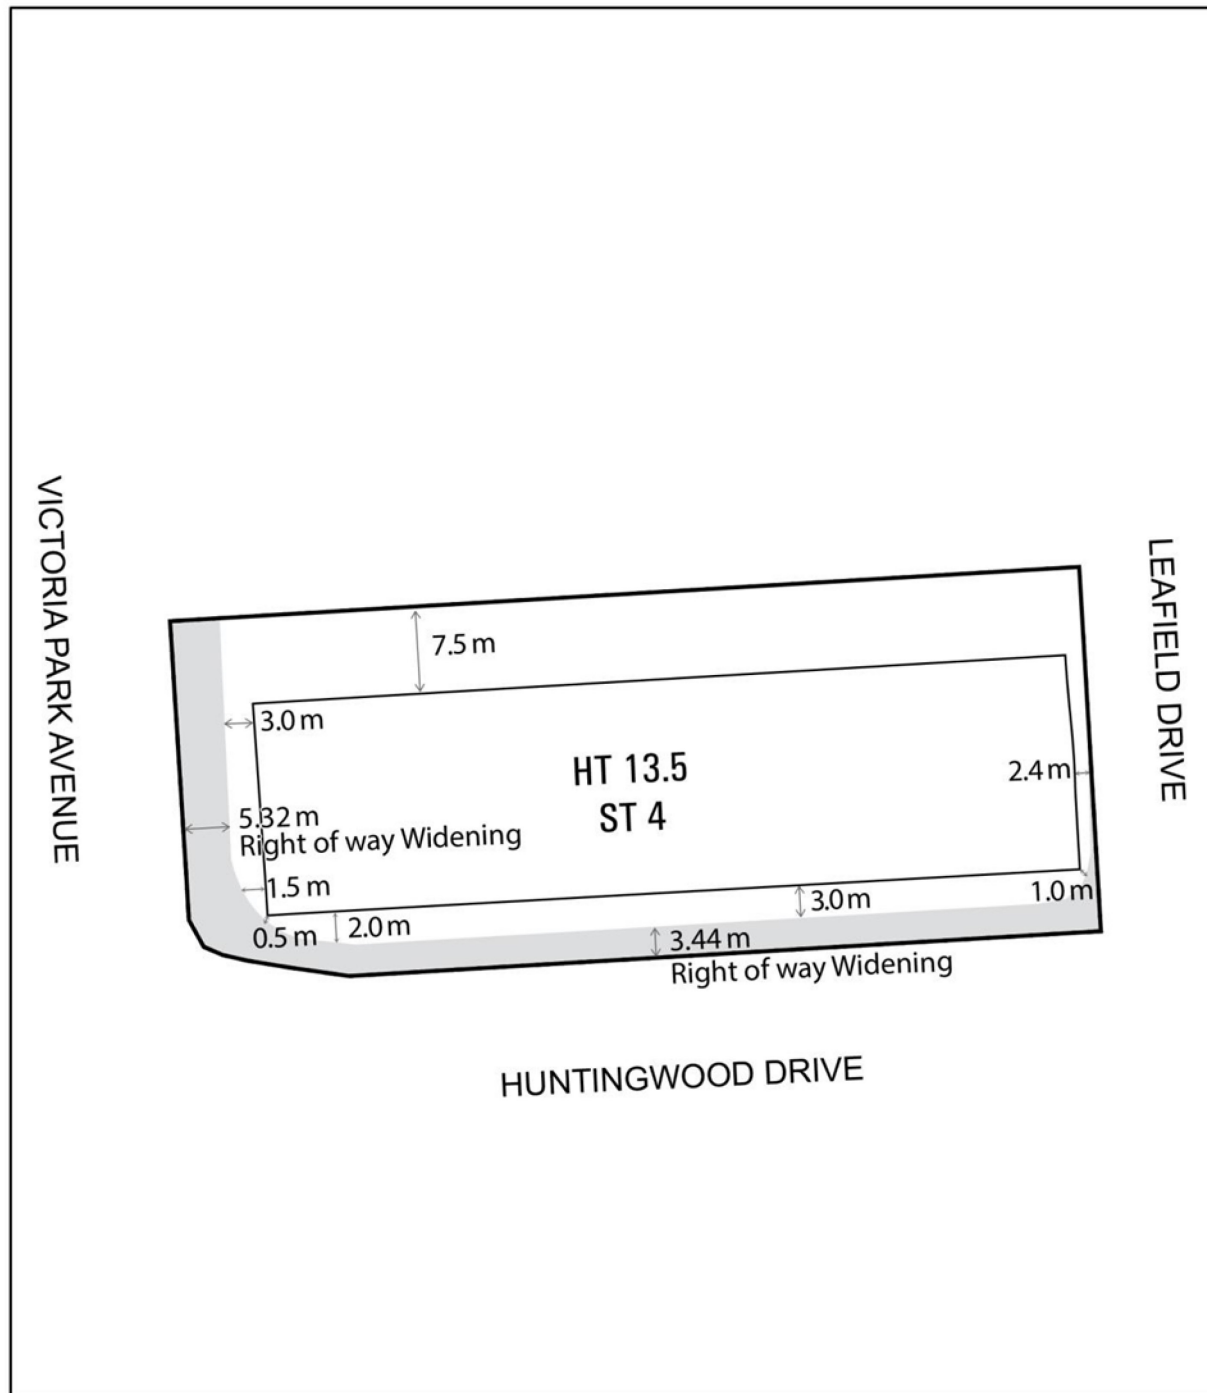 VICTORIA PARK AVENUE
LEAFIELD DRIVE
7.5 m
3.0 m
HT 13.5
ST 4
2.4 m
5.32 m
Right of way Widening
1.5 m
1.0 m
3.0 m
2.0 m
0.5 m
3.44 m
Right of way Widening
HUNTINGWOOD DRIVE